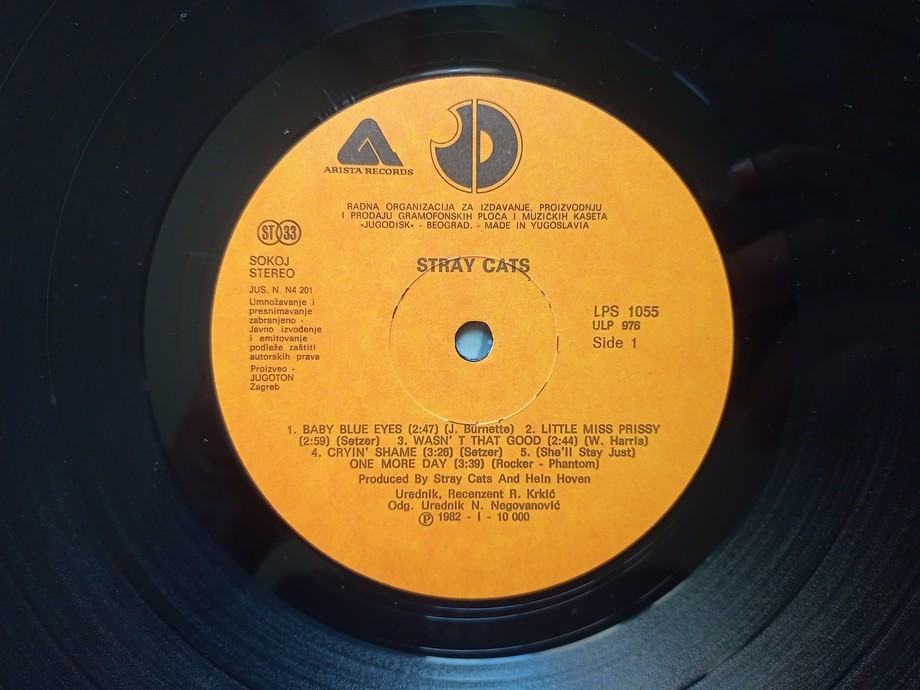 ARISTA RECORDS
RADNA ORGANIZACIJA ZA IZDAVANJE, PROIZVODNJU
I PRODAJU GRAMOFONSKIH PLOČA I MUZIČKIH KASETA
»JUGODISK« - BEOGRAD. - MADE IN YUGOSLAVIA
ST 33
SOKOJ
STEREO
JUS. N. N4 201
Umnožavanje i
presnimavanje
zabranjeno -
Javno izvođenje
i emitovanje
podleže zaštiti
autorskih prava
Proizveo -
JUGOTON
Zagreb
STRAY CATS
LPS 1055
ULP 976
Side 1
1. BABY BLUE EYES (2:47) (J. Burnette) 2. LITTLE MISS PRISSY
(2:59) (Setzer) 3. WASN' T THAT GOOD (2:44) (W. Harris)
4. CRYIN' SHAME (3:26) (Setzer) 5. (She'll Stay Just)
ONE MORE DAY (3:39) (Rocker - Phantom)
Produced By Stray Cats And Hein Hoven
Urednik, Recenzent R. Krkić
Odg. Urednik N. Negovanović
Ⓟ 1982 - I - 10 000